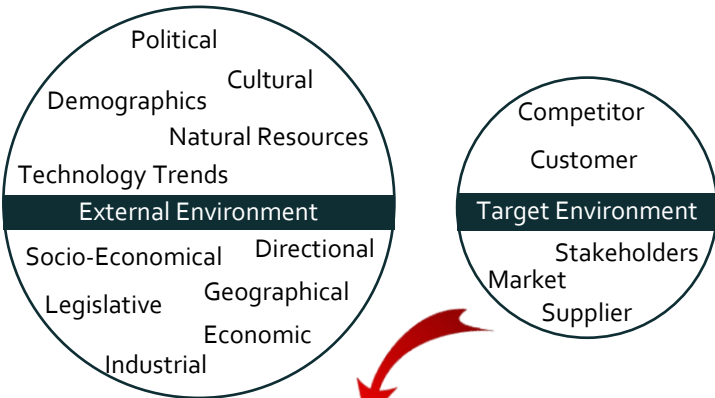 Political
Cultural
Demographics
Natural Resources
Technology Trends
External Environment
Socio-Economical
Directional
Legislative
Geographical
Economic
Industrial
Competitor
Customer
Target Environment
Stakeholders
Market
Supplier